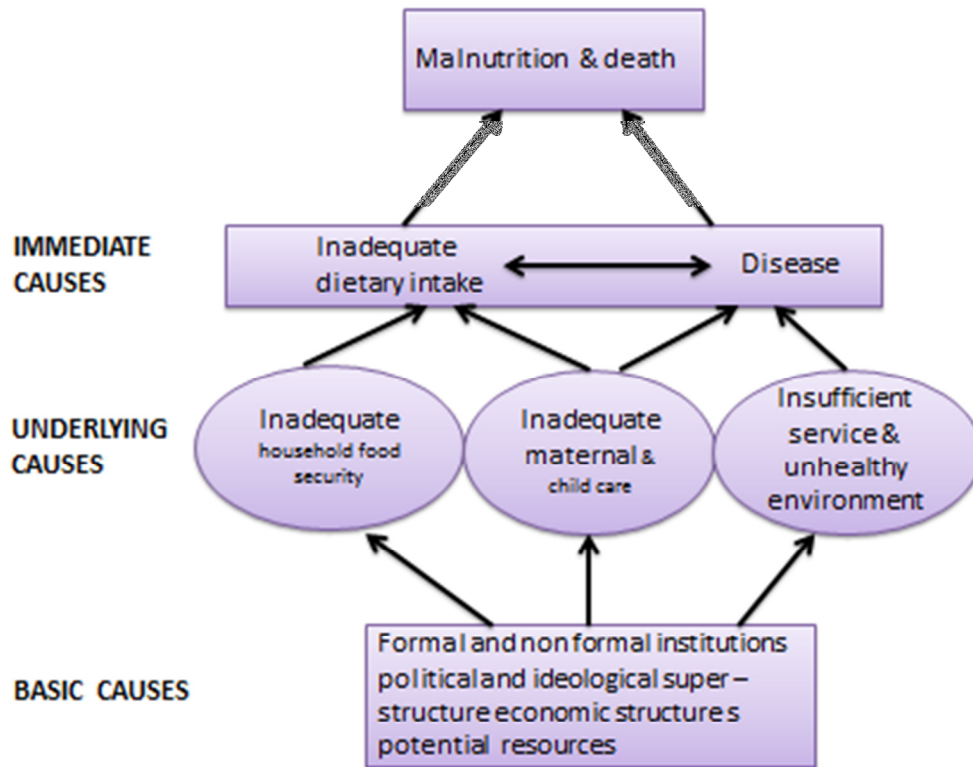 Malnutrition & death
IMMEDIATE
CAUSES
Inadequate
dietary intake
Disease
UNDERLYING
CAUSES
Inadequate
household food
security
Inadequate
maternal &
child care
Insufficient
service &
unhealthy
environment
BASIC CAUSES
Formal and non formal institutions
political and ideological super –
structure economic structures
potential resources